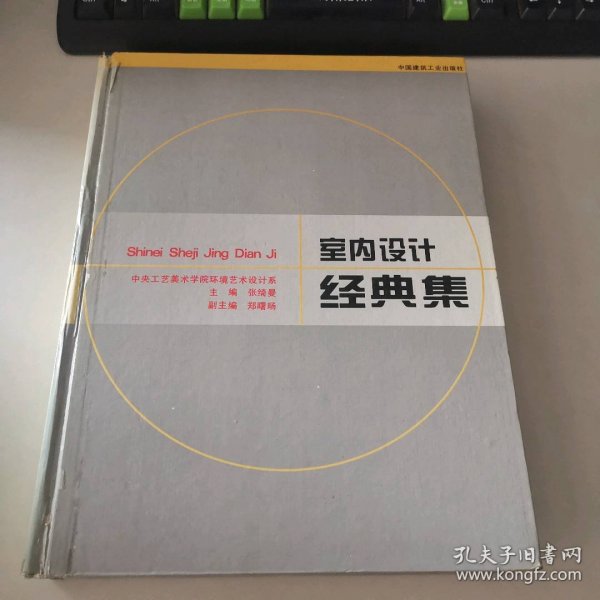 中国建筑工业出版社
Shinei Sheji Jing Dian Ji
室内设计
经典集
中央工艺美术学院环境艺术设计系
主 编 张绮曼
副主编 郑曙旸
孔夫子旧书网
www.kongfz.com